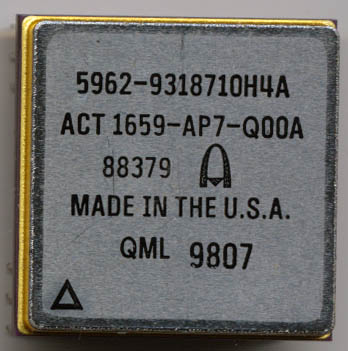 5962-9318710H4A
ACT 1659-AP7-Q00A
88379
MADE IN THE U.S.A.
QML 9807